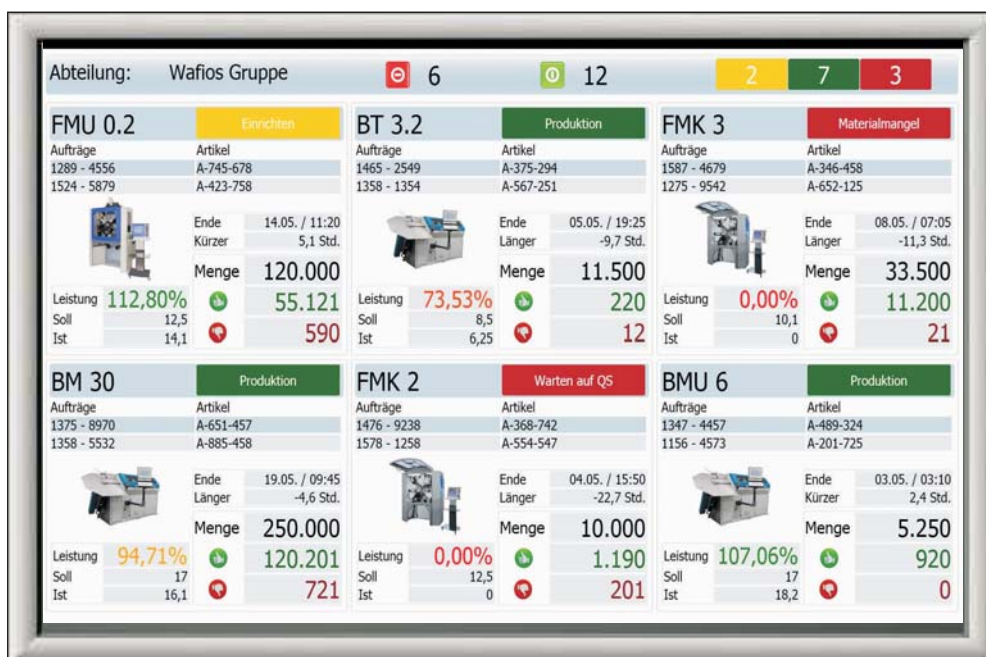 Abteilung: Wafios Gruppe 6 12 2 7 3
FMU 0.2 Einrichten
Aufträge Artikel
1289 - 4556 A-745-678
1524 - 5879 A-423-758
Ende 14.05. / 11:20
Kürzer 5,1 Std.
Menge 120.000
Leistung 112,80% 55.121
Soll 12,5
Ist 14,1 590
BT 3.2 Produktion
Aufträge Artikel
1465 - 2549 A-375-294
1358 - 1354 A-567-251
Ende 05.05. / 19:25
Länger -9,7 Std.
Menge 11.500
Leistung 73,53% 220
Soll 8,5
Ist 6,25 12
FMK 3 Materialmangel
Aufträge Artikel
1587 - 4679 A-346-458
1275 - 9542 A-652-125
Ende 08.05. / 07:05
Länger -11,3 Std.
Menge 33.500
Leistung 0,00% 11.200
Soll 10,1
Ist 0 21
BM 30 Produktion
Aufträge Artikel
1375 - 8970 A-651-457
1358 - 5532 A-885-458
Ende 19.05. / 09:45
Länger -4,6 Std.
Menge 250.000
Leistung 94,71% 120.201
Soll 17
Ist 16,1 721
FMK 2 Warten auf QS
Aufträge Artikel
1476 - 9238 A-368-742
1578 - 1258 A-554-547
Ende 04.05. / 15:50
Länger -22,7 Std.
Menge 10.000
Leistung 0,00% 1.190
Soll 12,5
Ist 0 201
BMU 6 Produktion
Aufträge Artikel
1347 - 4457 A-489-324
1156 - 4573 A-201-725
Ende 03.05. / 03:10
Kürzer 2,4 Std.
Menge 5.250
Leistung 107,06% 920
Soll 17
Ist 18,2 0